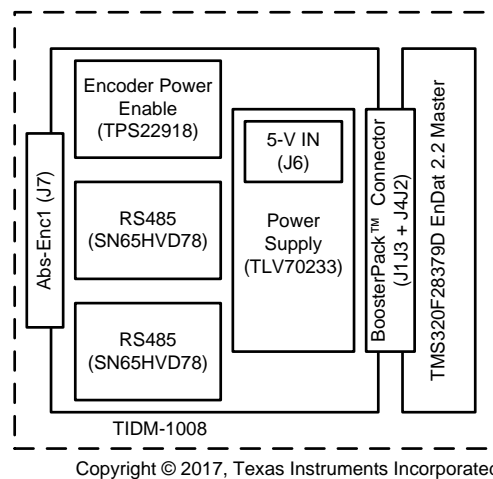 Encoder Power
Enable
(TPS22918)
Abs-Enc1 (J7)
RS485
(SN65HVD78)
RS485
(SN65HVD78)
5-V IN
(J6)
Power
Supply
(TLV70233)
BoosterPack™ Connector
(J1J3 + J4J2)
TMS320F28379D EnDat 2.2 Master
TIDM-1008
Copyright © 2017, Texas Instruments Incorporated